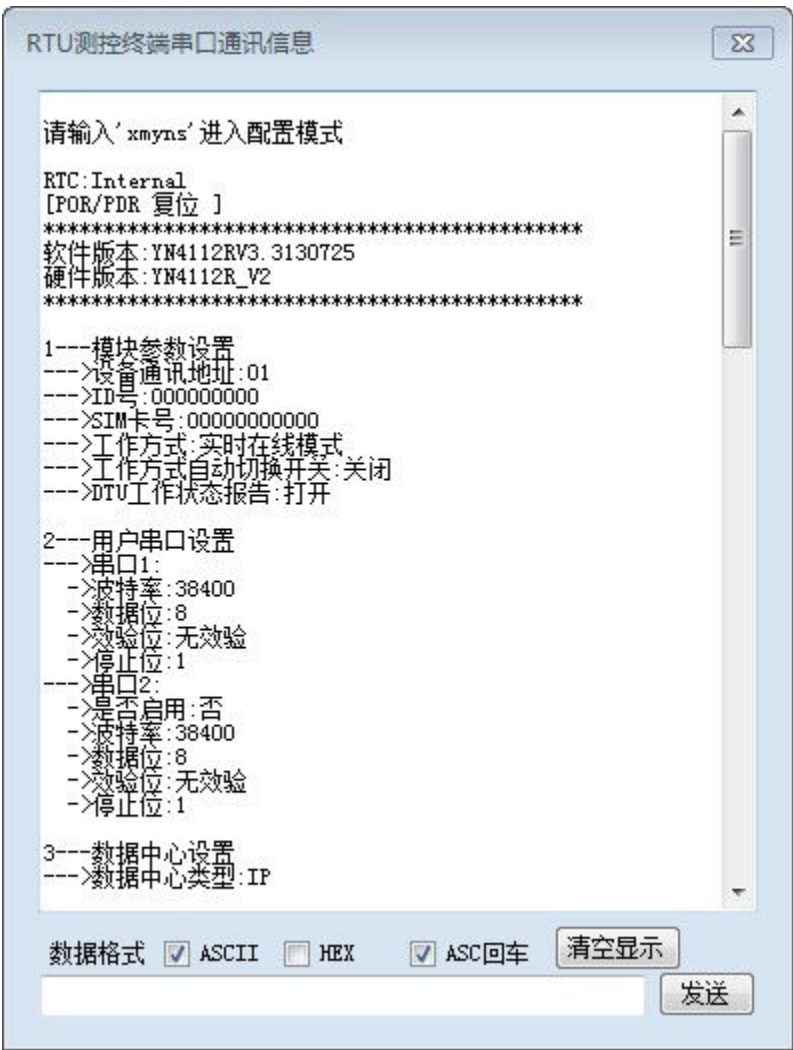 RTU测控终端串口通讯信息
请输入'xmyns'进入配置模式
RTC:Internal
[POR/PDR 复位 ]
*********************************************
软件版本:YN4112RV3.3130725
硬件版本:YN4112R_V2
*********************************************
1---模块参数设置
--->设备通讯地址:01
--->ID号:000000000
--->SIM卡号:00000000000
--->工作方式:实时在线模式
--->工作方式自动切换开关:关闭
--->DTU工作状态报告:打开
2---用户串口设置
--->串口1:
->波特率:38400
->数据位:8
->效验位:无效验
->停止位:1
--->串口2:
->是否启用:否
->波特率:38400
->数据位:8
->效验位:无效验
->停止位:1
3---数据中心设置
--->数据中心类型:IP
数据格式 ASCII HEX ASC回车 清空显示
发送